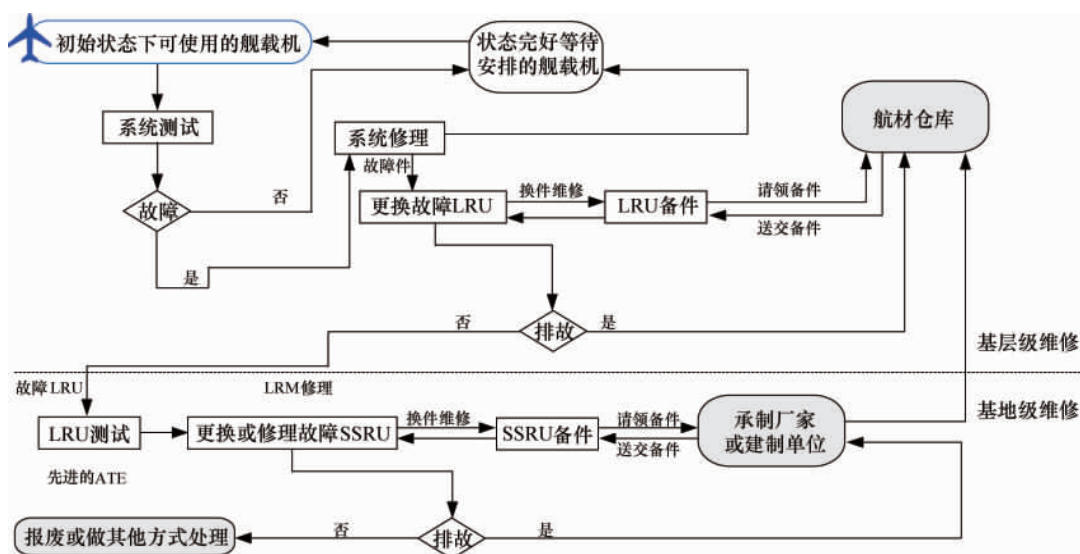 初始状态下可使用的舰载机
状态完好等待
安排的舰载机
系统测试
系统修理
航材仓库
故障件
故障
否
更换故障LRU
换件维修
LRU备件
请领备件
送交备件
是
否
排故
是
基层级维修
故障LRU
LRM修理
基地级维修
LRU测试
更换或修理故障SSRU
换件维修
SSRU备件
请领备件
送交备件
承制厂家
或建制单位
先进的ATE
报废或做其他方式处理
否
排故
是